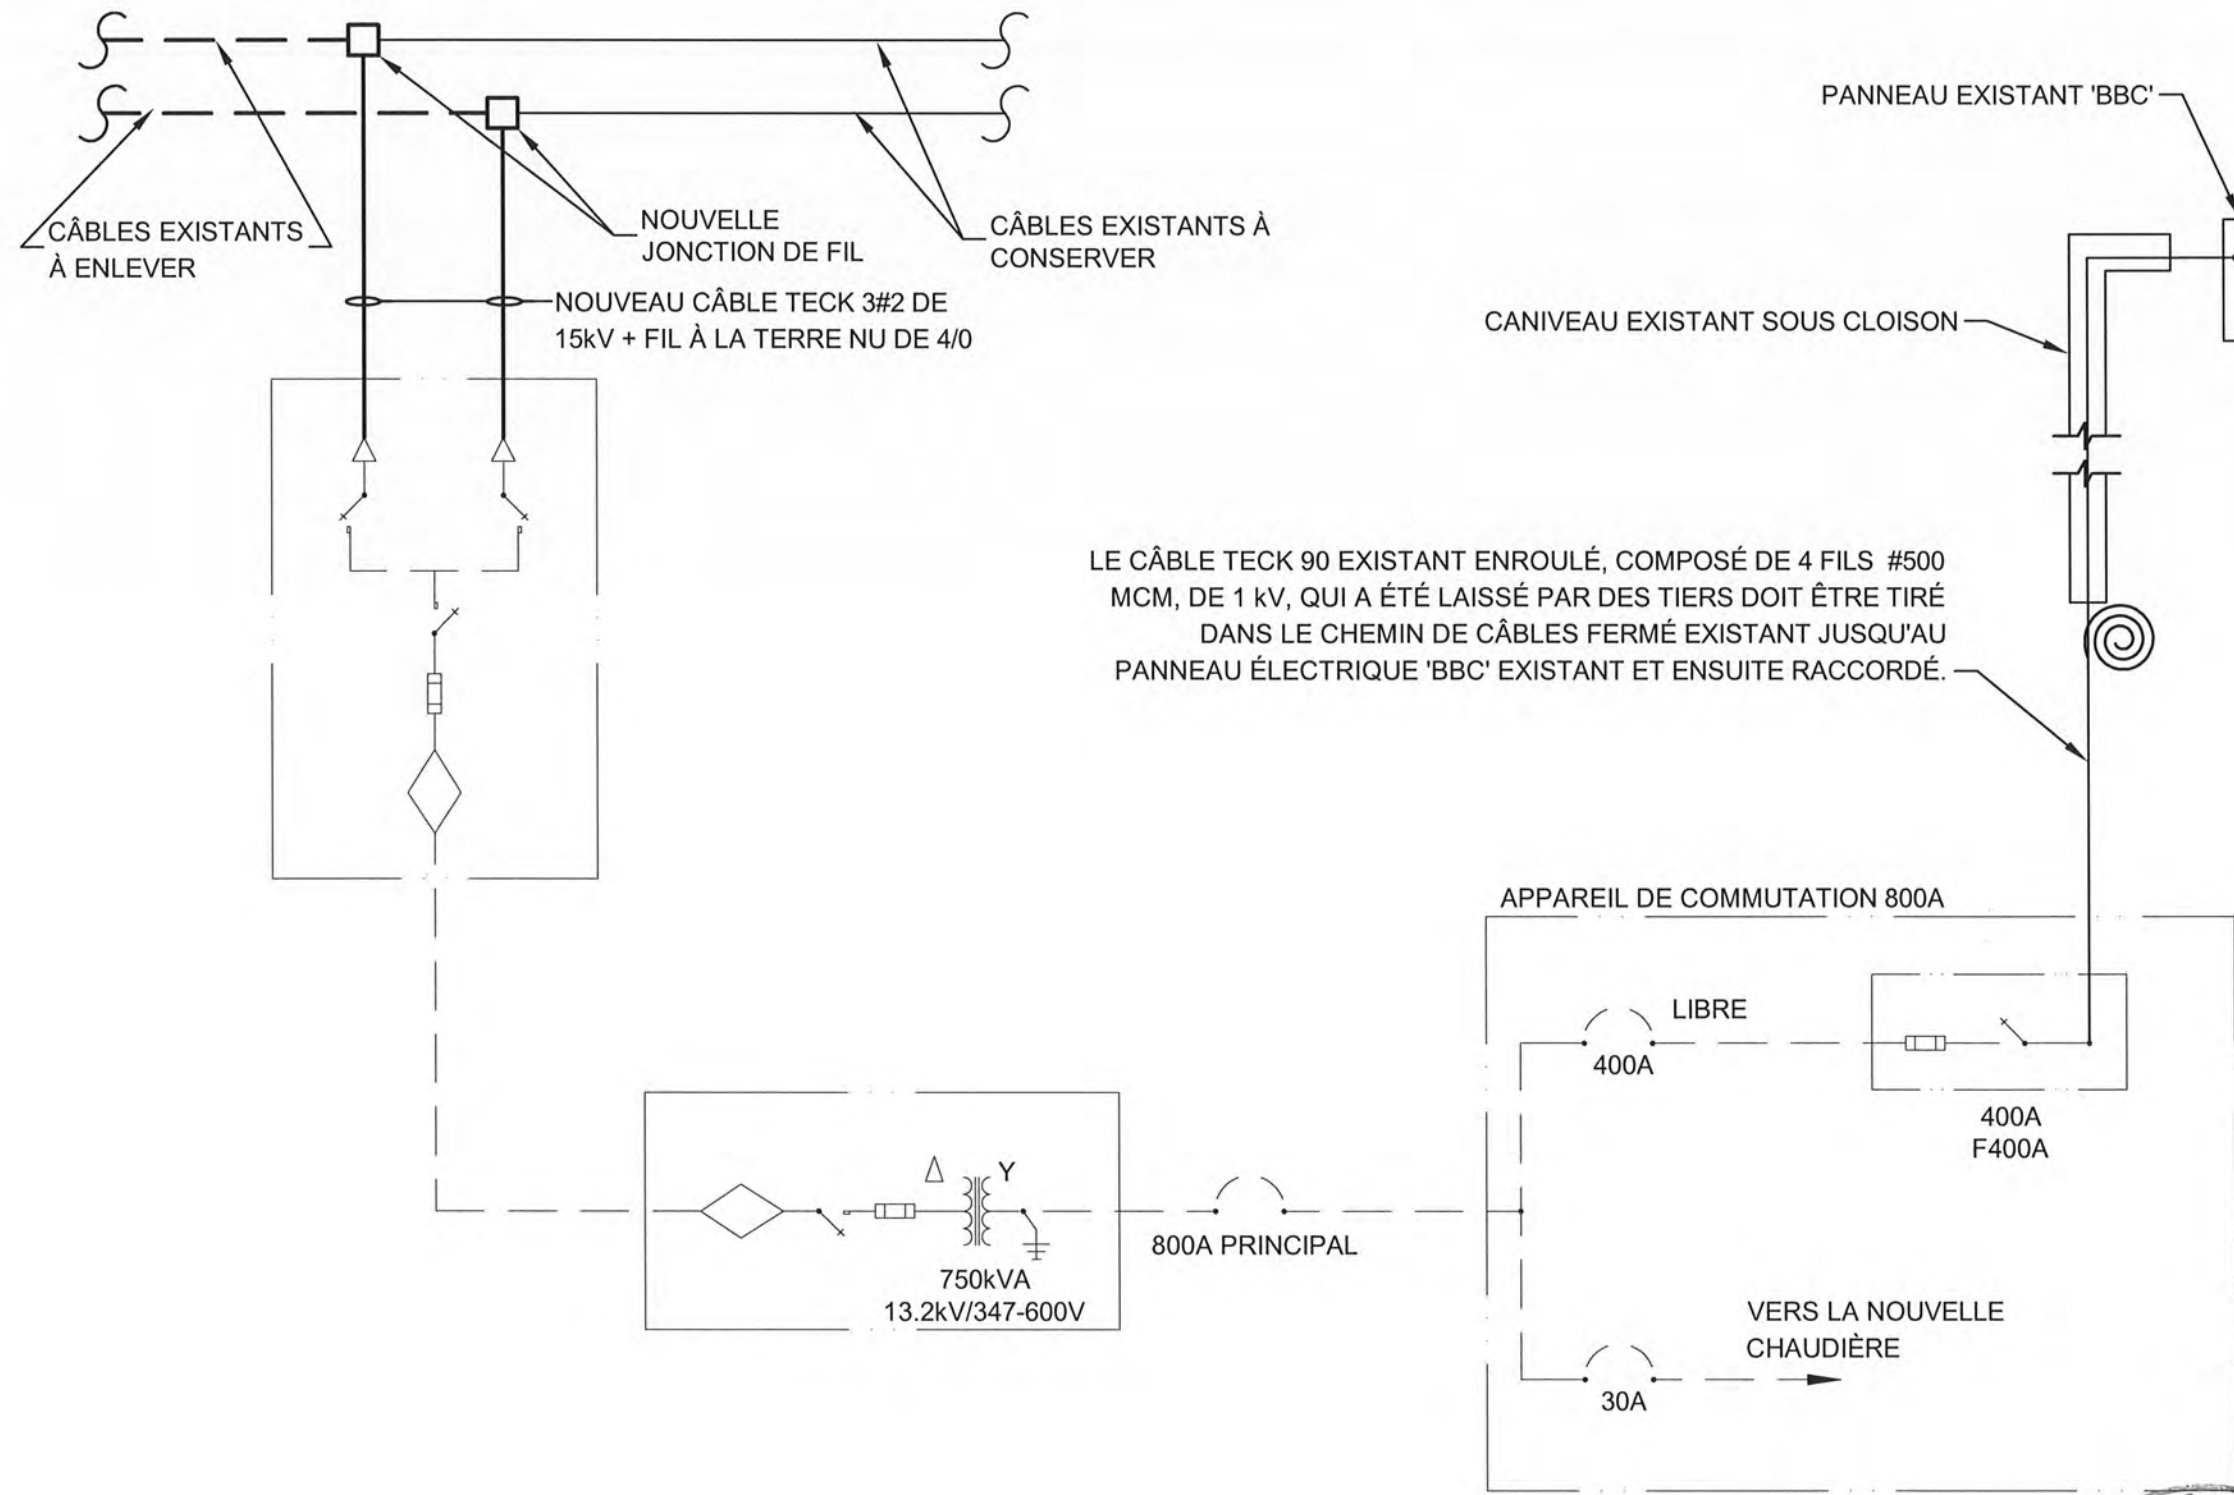 PANNEAU EXISTANT 'BBC'
CÂBLES EXISTANTS
À ENLEVER
NOUVELLE
JONCTION DE FIL
CÂBLES EXISTANTS À
CONSERVER
NOUVEAU CÂBLE TECK 3#2 DE
15kV + FIL À LA TERRE NU DE 4/0
CANIVEAU EXISTANT SOUS CLOISON
LE CÂBLE TECK 90 EXISTANT ENROULÉ, COMPOSÉ DE 4 FILS #500
MCM, DE 1 kV, QUI A ÉTÉ LAISSÉ PAR DES TIERS DOIT ÊTRE TIRÉ
DANS LE CHEMIN DE CÂBLES FERMÉ EXISTANT JUSQU'AU
PANNEAU ÉLECTRIQUE 'BBC' EXISTANT ET ENSUITE RACCORDÉ.
APPAREIL DE COMMUTATION 800A
LIBRE
400A
400A
F400A
Y
750kVA
13.2kV/347-600V
800A PRINCIPAL
VERS LA NOUVELLE
CHAUDIÈRE
30A